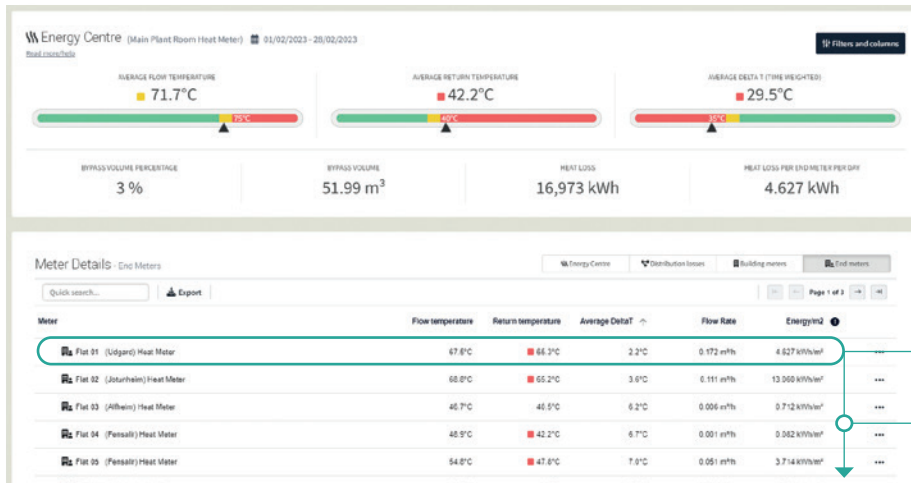 Energy Centre (Main Plant Room Heat Meter) 01/02/2023 - 28/02/2023
Read more/help
Filters and columns
AVERAGE FLOW TEMPERATURE
71.7°C
75°C
AVERAGE RETURN TEMPERATURE
42.2°C
40°C
AVERAGE DELTA T (TIME WEIGHTED)
29.5°C
35°C
BYPASS VOLUME PERCENTAGE
3 %
BYPASS VOLUME
51.99 m³
HEAT LOSS
16,973 kWh
HEAT LOSS PER END METER PER DAY
4.627 kWh
Meter Details - End Meters
Energy Centre Distribution losses Building meters End meters
Quick search... Export Page 1 of 3
Meter Flow temperature Return temperature Average DeltaT Flow Rate Energy/m2
Flat 01 (Udgard) Heat Meter 67.6°C 65.3°C 2.2°C 0.172 m³/h 4.627 kWh/m²
Flat 02 (Jotunheim) Heat Meter 68.8°C 65.2°C 3.6°C 0.111 m³/h 13.060 kWh/m²
Flat 03 (Alfheim) Heat Meter 46.7°C 40.5°C 6.2°C 0.006 m³/h 0.712 kWh/m²
Flat 04 (Fensalir) Heat Meter 48.9°C 42.2°C 6.7°C 0.001 m³/h 0.082 kWh/m²
Flat 05 (Fensalir) Heat Meter 54.8°C 47.8°C 7.0°C 0.051 m³/h 3.714 kWh/m²